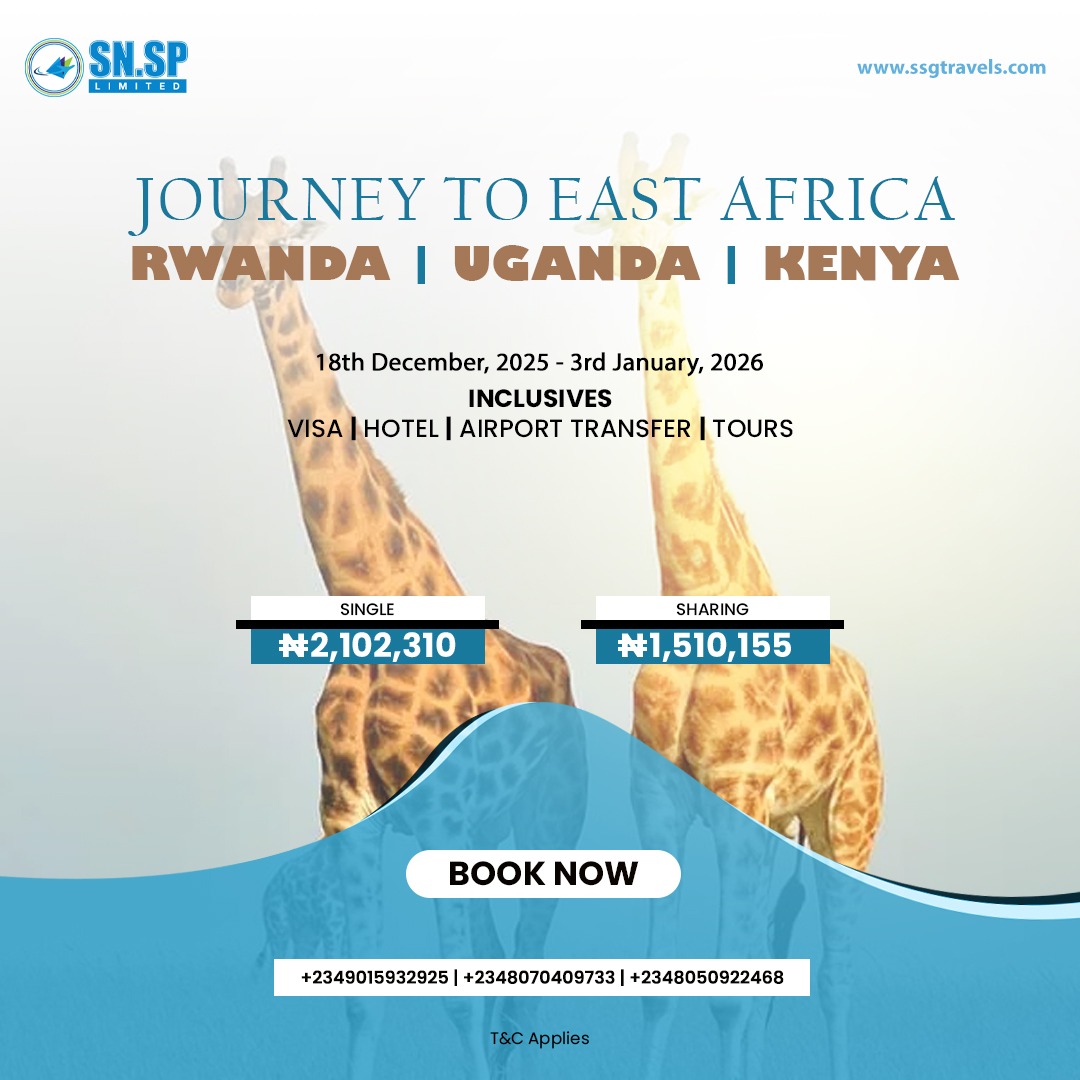 SN.SP
LIMITED
www.ssgtravels.com
JOURNEY TO EAST AFRICA
RWANDA | UGANDA | KENYA
18th December, 2025 - 3rd January, 2026
INCLUSIVES
VISA | HOTEL | AIRPORT TRANSFER | TOURS
SINGLE
₦2,102,310
SHARING
₦1,510,155
BOOK NOW
+2349015932925 | +2348070409733 | +2348050922468
T&C Applies